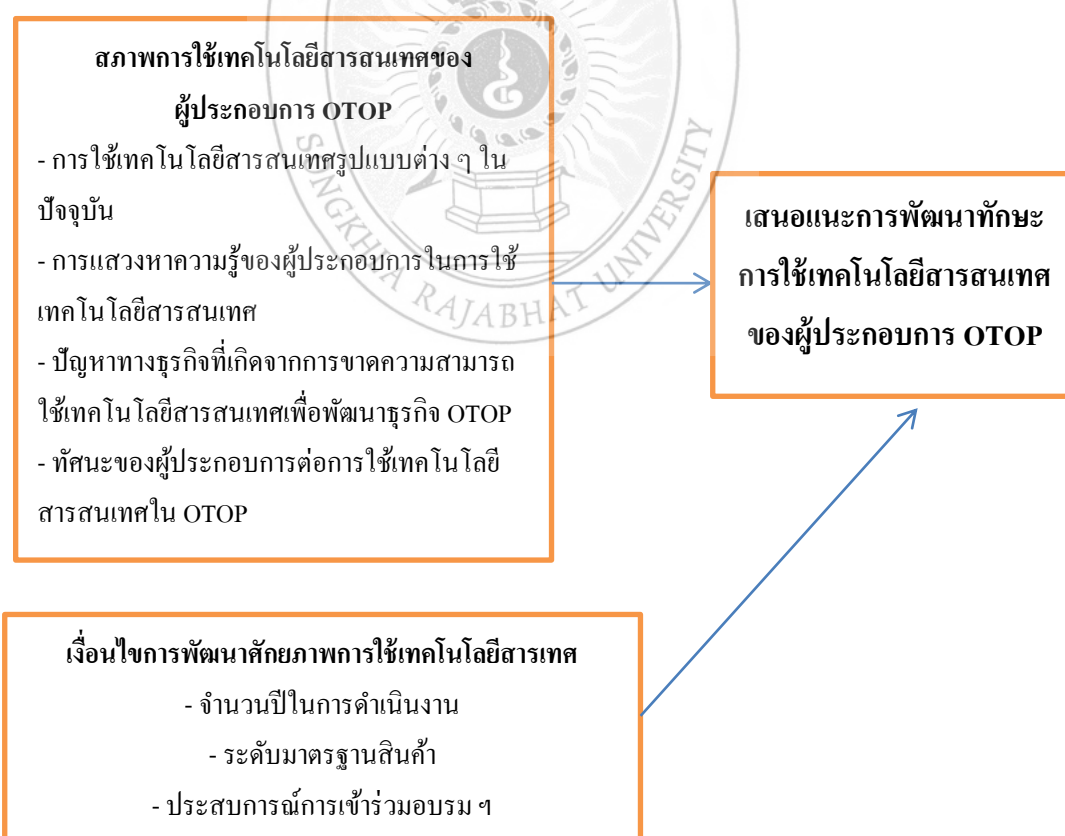 สภาพการใช้เทคโนโลยีสารสนเทศของ
ผู้ประกอบการ OTOP
- การใช้เทคโนโลยีสารสนเทศรูปแบบต่าง ๆ ใน
ปัจจุบัน
- การแสวงหาความรู้ของผู้ประกอบการในการใช้
เทคโนโลยีสารสนเทศ
- ปัญหาทางธุรกิจที่เกิดจากการขาดความสามารถ
ใช้เทคโนโลยีสารสนเทศเพื่อพัฒนาธุรกิจ OTOP
- ทัศนะของผู้ประกอบการต่อการใช้เทคโนโลยี
สารสนเทศใน OTOP
เสนอแนะการพัฒนาทักษะ
การใช้เทคโนโลยีสารสนเทศ
ของผู้ประกอบการ OTOP
เงื่อนไขการพัฒนาศักยภาพการใช้เทคโนโลยีสารเทศ
- จำนวนปีในการดำเนินงาน
- ระดับมาตรฐานสินค้า
- ประสบการณ์การเข้าร่วมอบรม ฯ
SONGKHLA RAJABHAT UNIVERSITY